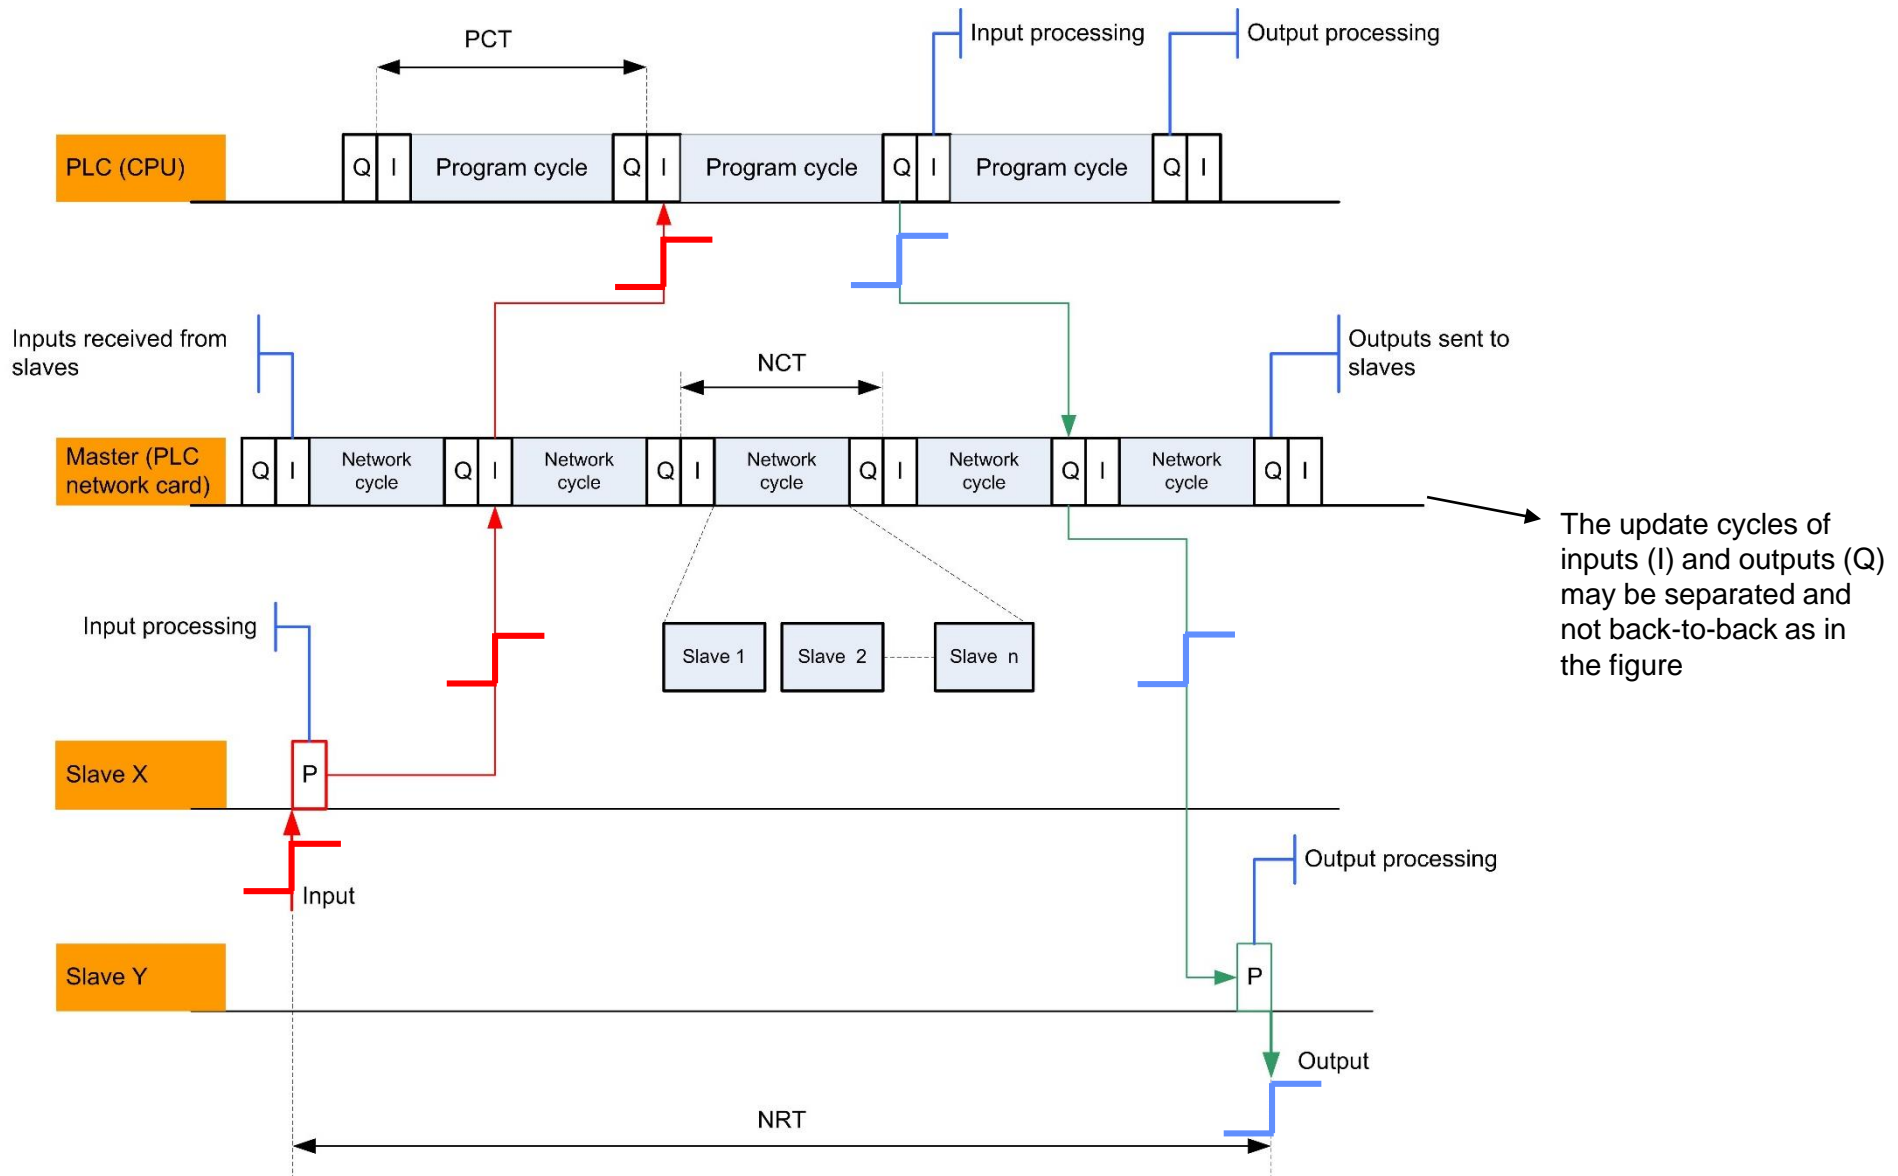 PCT
Input processing
Output processing
PLC (CPU)
Q I Program cycle Q I Program cycle Q I Program cycle Q I
Inputs received from
slaves
NCT
Outputs sent to
slaves
Master (PLC
network card)
Q I Network
cycle
Q I Network
cycle
Q I Network
cycle
Q I Network
cycle
Q I Network
cycle
Q I
The update cycles of
inputs (I) and outputs (Q)
may be separated and
not back-to-back as in
the figure
Input processing
Slave 1
Slave 2
Slave n
Slave X
P
Input
Output processing
Slave Y
P
Output
NRT